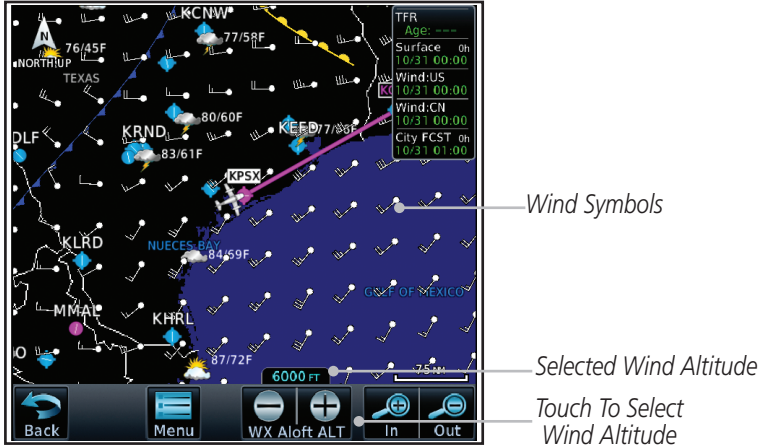 KCNW
TFR
Age: ---
N
76/45F
77/58F
Surface 0h
10/31 00:00
NORTH UP
TEXAS
Wind:US
10/31 00:00
Wind:CN
10/31 00:00
80/60F
KRND
City FCST 0h
10/31 01:00
DLF
83/61F
KPSX
Wind Symbols
KLRD
NUECES BAY
84/59F
GULF OF MEXICO
MMAL
KHRL
87/72F
6000 FT
75 NM
Selected Wind Altitude
Touch To Select
Wind Altitude
Back
Menu
WX Aloft ALT
In
Out